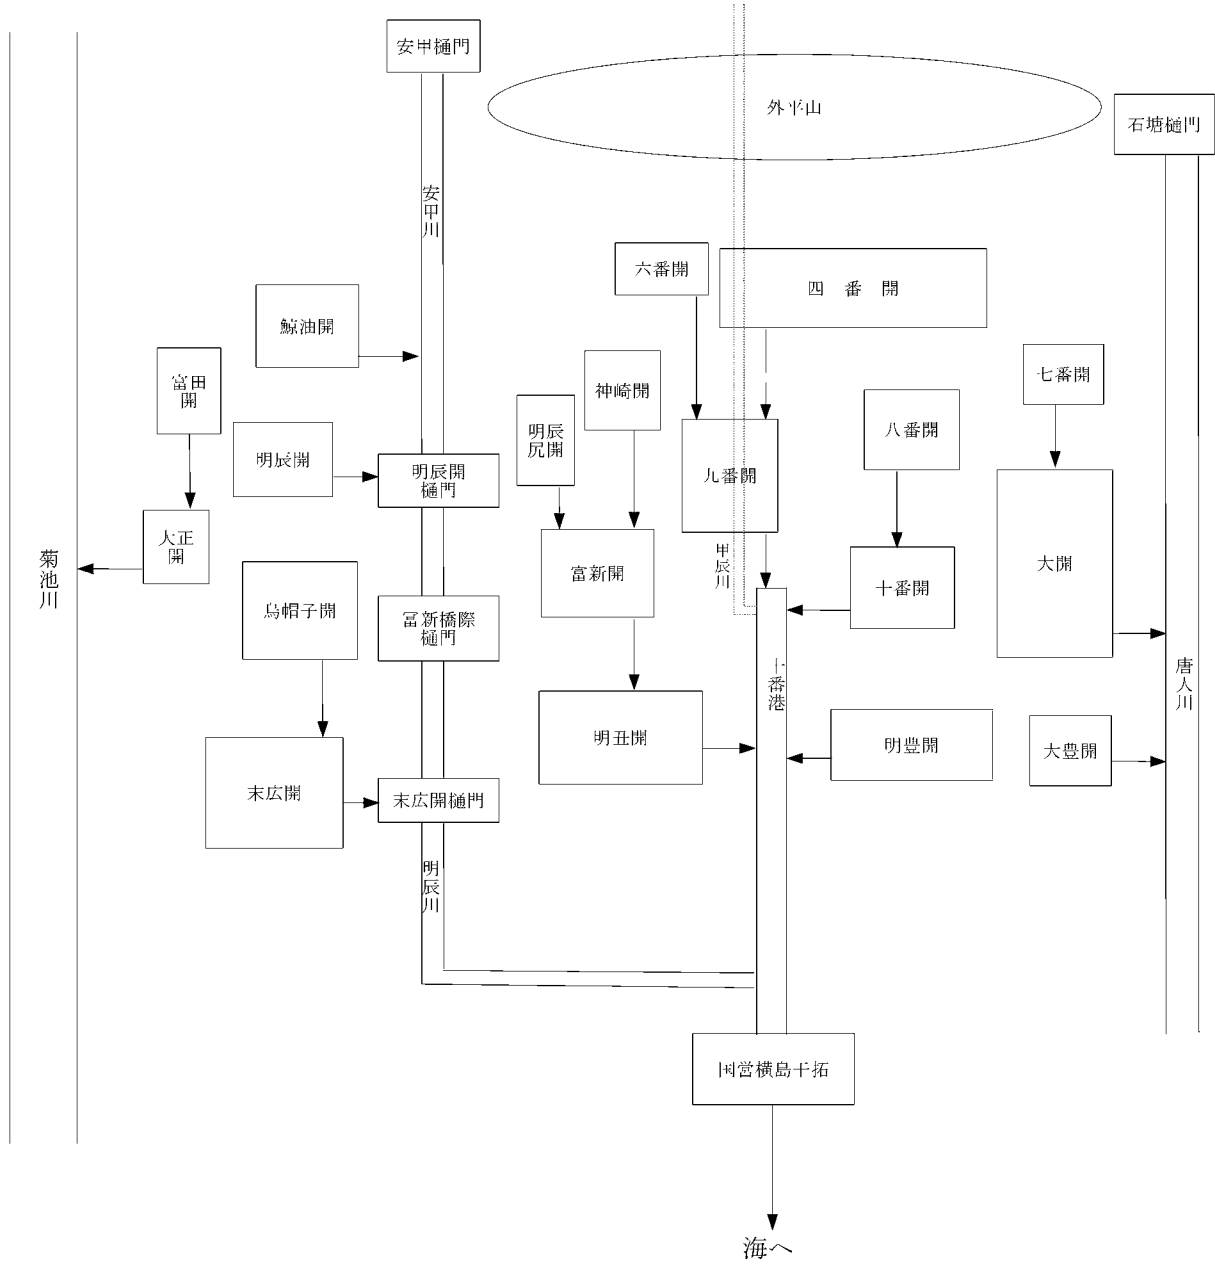 安甲樋門
外平山
石塘樋門
安甲川
六番開
四番開
鯨油開
富田
開
神崎開
七番開
明辰
尻開
八番開
明辰開
明辰開
樋門
九番開
大正
開
菊池川
甲辰川
富新開
大開
十番開
烏帽子開
冨新橋際
樋門
十番港
唐人川
明丑開
明豊開
大豊開
末広開
末広開樋門
明辰川
国営横島干拓
海へ